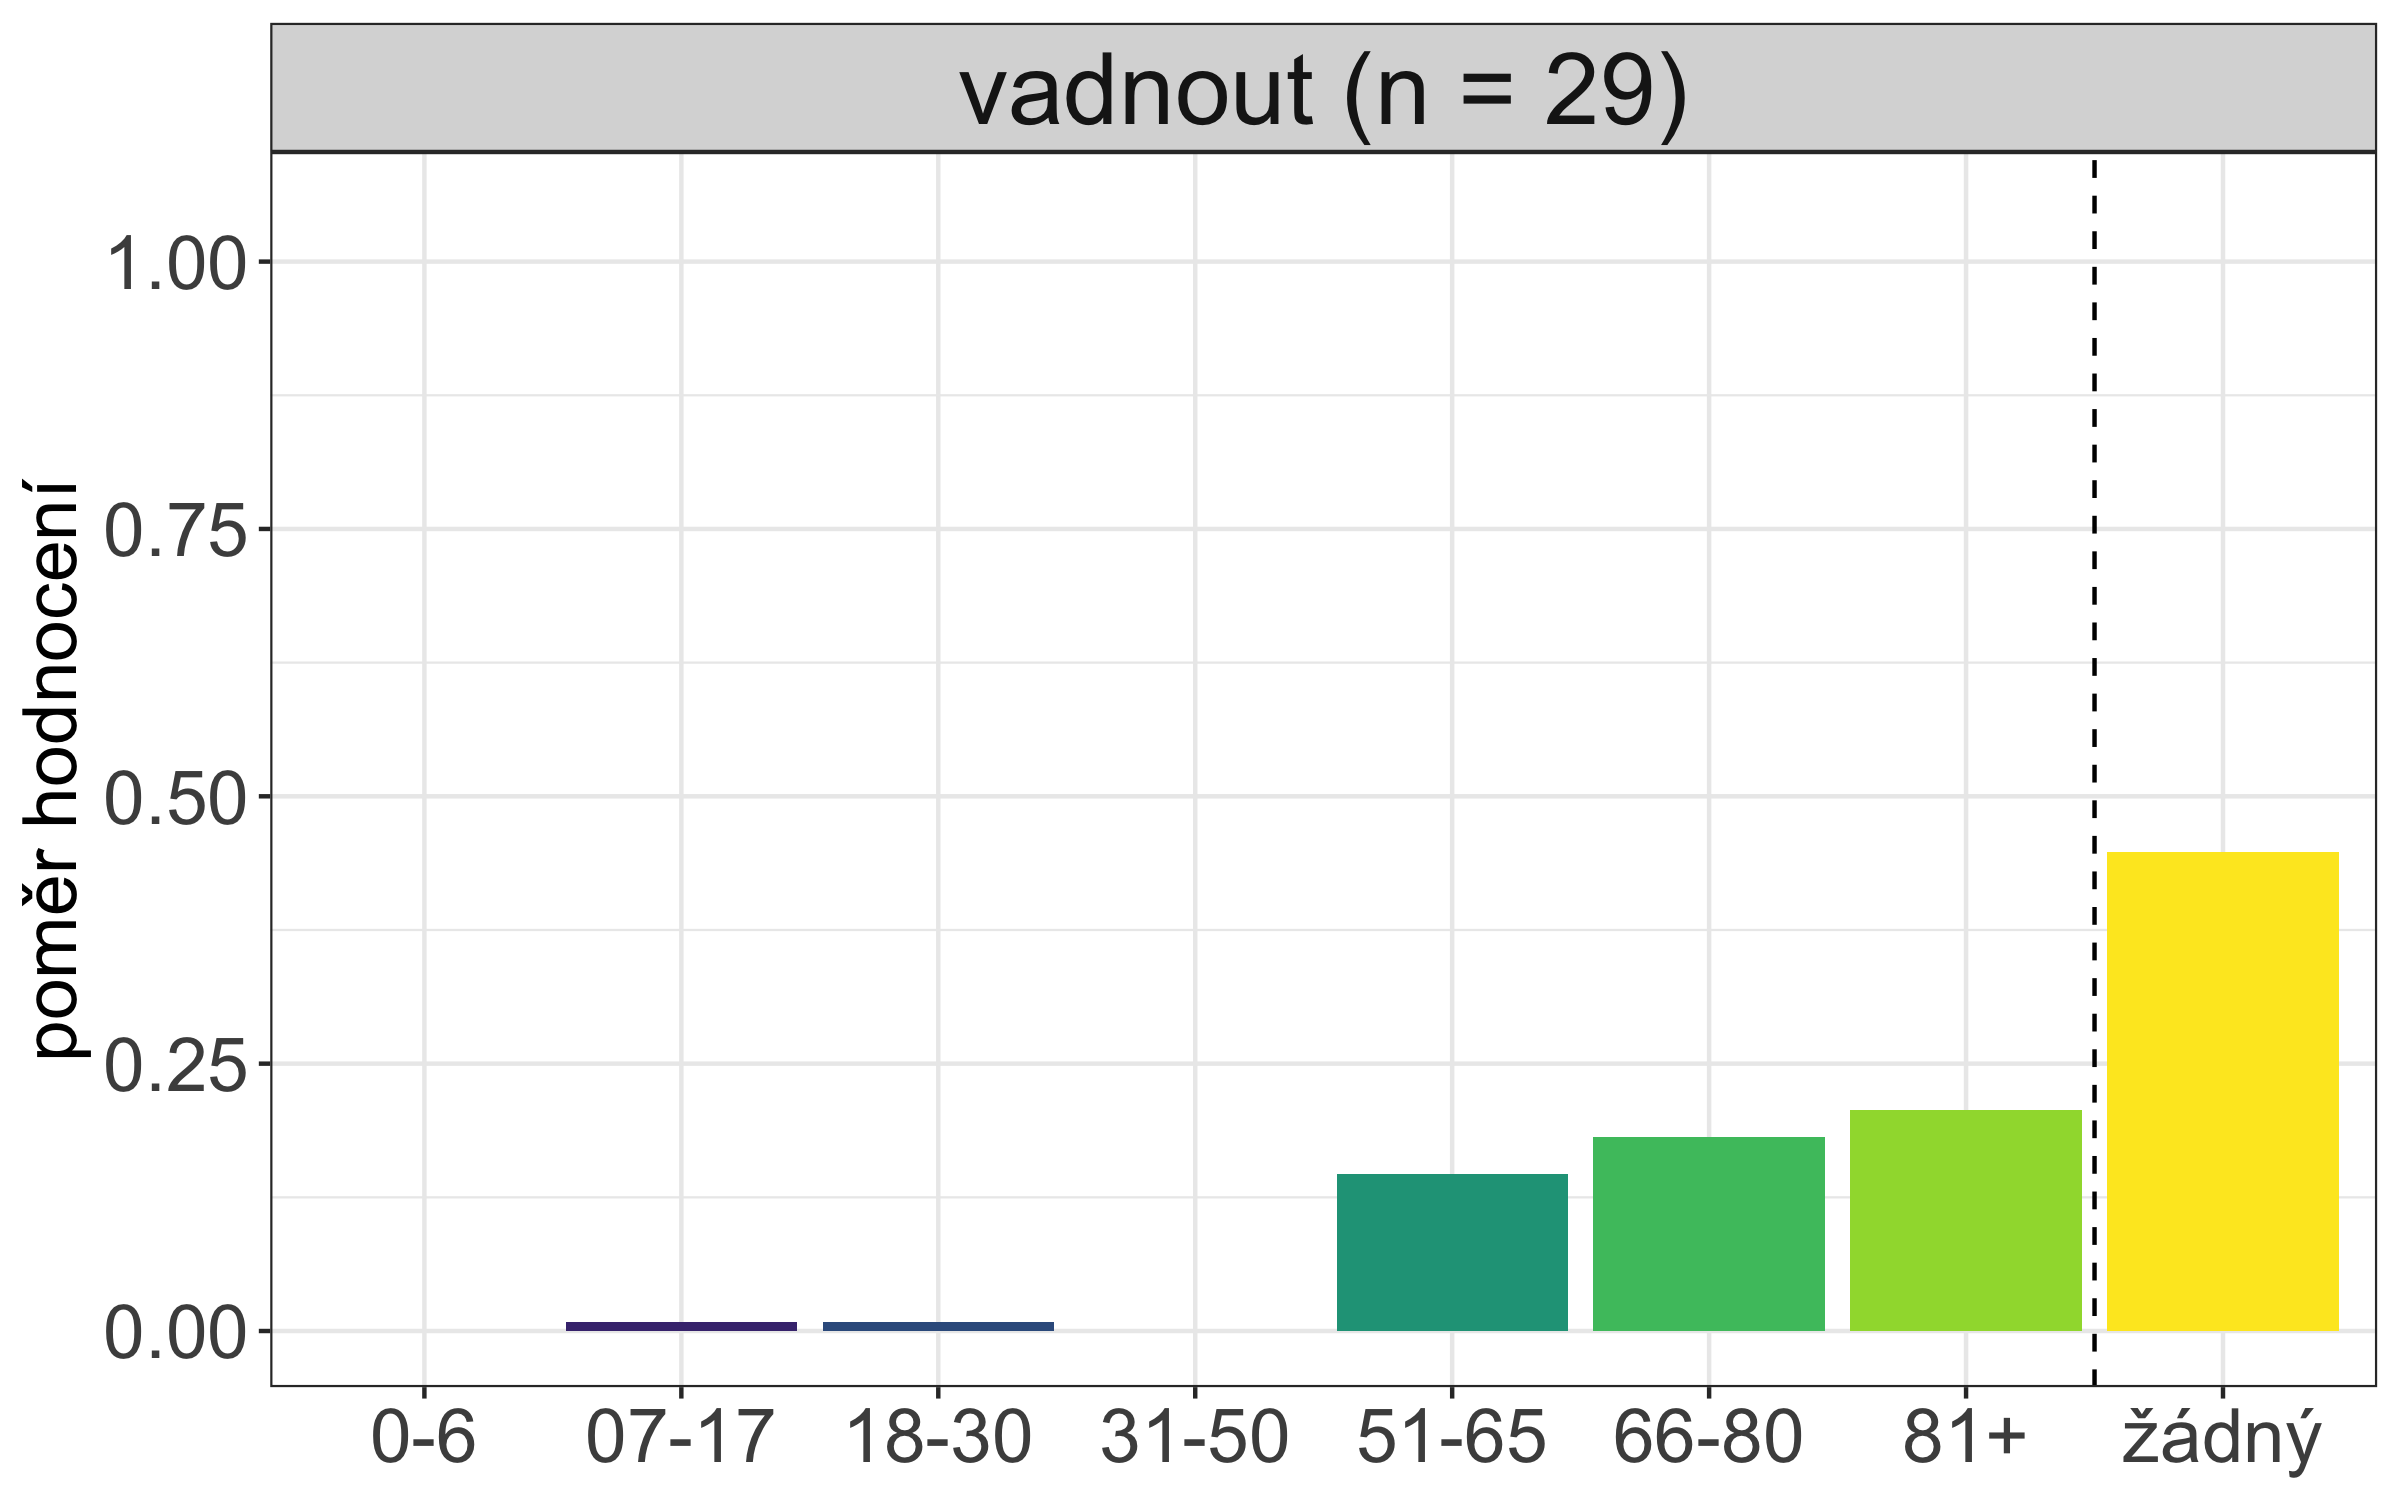 vadnout (n = 29)
poměr hodnocení
1.00
0.75
0.50
0.25
0.00
0-6 07-17 18-30 31-50 51-65 66-80 81+ žádný